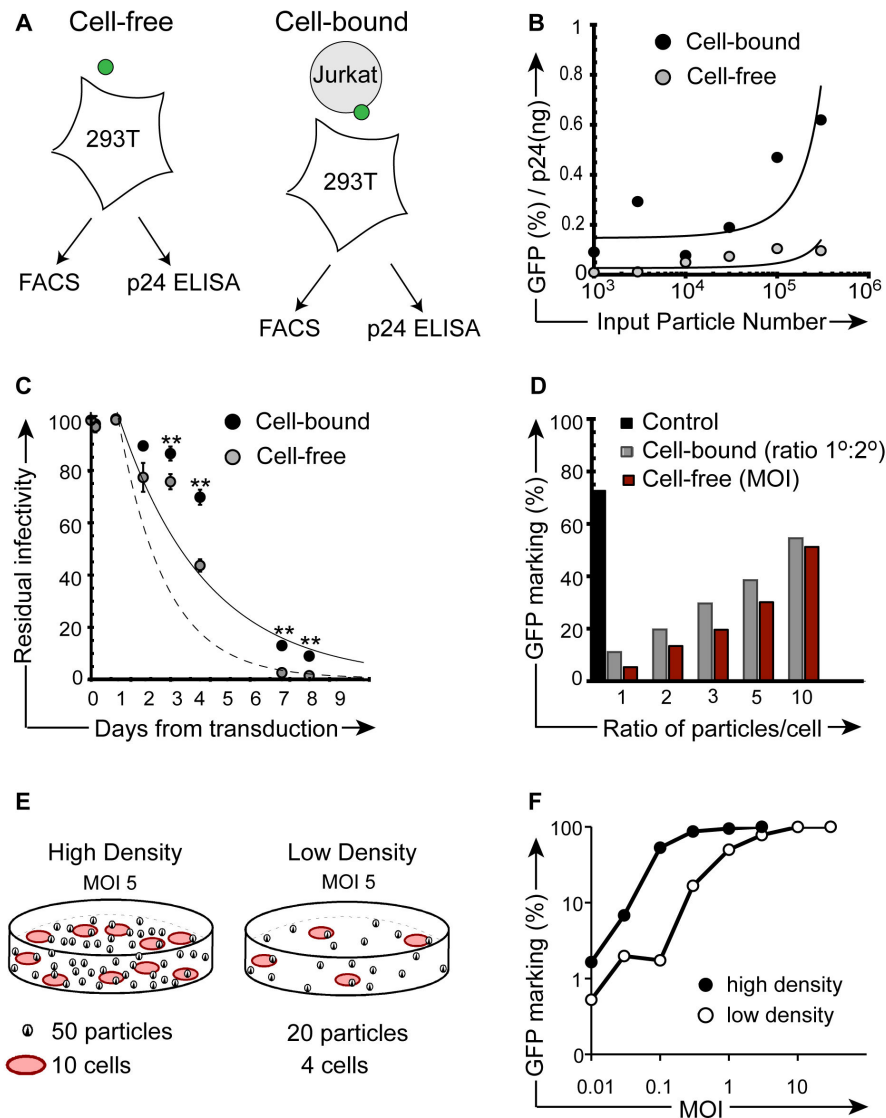 A
Cell-free
Cell-bound
Jurkat
293T
293T
FACS
p24 ELISA
FACS
p24 ELISA
B
GFP (%) / p24(ng)
1
0.8
0.6
0.4
0.2
0
Cell-bound
Cell-free
10³
10⁴
10⁵
10⁶
Input Particle Number
C
Residual infectivity
100
80
60
40
20
0
Cell-bound
Cell-free
**
**
**
**
0 1 2 3 4 5 6 7 8 9
Days from transduction
D
GFP marking (%)
100
80
60
40
20
0
Control
Cell-bound (ratio 1º:2º)
Cell-free (MOI)
1 2 3 5 10
Ratio of particles/cell
E
High Density
MOI 5
Low Density
MOI 5
50 particles
10 cells
20 particles
4 cells
F
GFP marking (%)
100
10
1
0
high density
low density
0.01 0.1 1 10
MOI